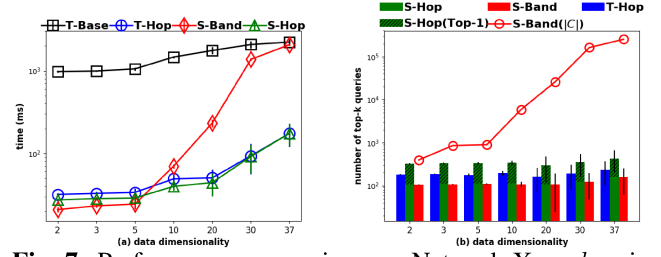 T-Base T-Hop S-Band S-Hop
time (ms)
10³
10²
2 3 5 10 20 30 37
(a) data dimensionality
S-Hop S-Band T-Hop
S-Hop(Top-1) S-Band(|C|)
number of top-k queries
10⁵
10⁴
10³
10²
2 3 5 10 20 30 37
(b) data dimensionality